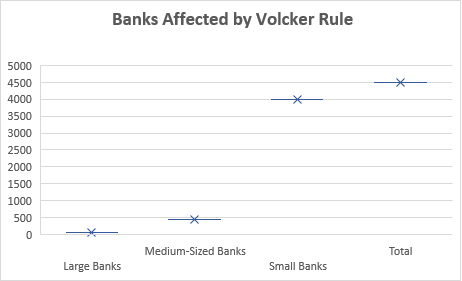 Banks Affected by Volcker Rule
5000
4500
4000
3500
3000
2500
2000
1500
1000
500
0
Large Banks
Medium-Sized Banks
Small Banks
Total